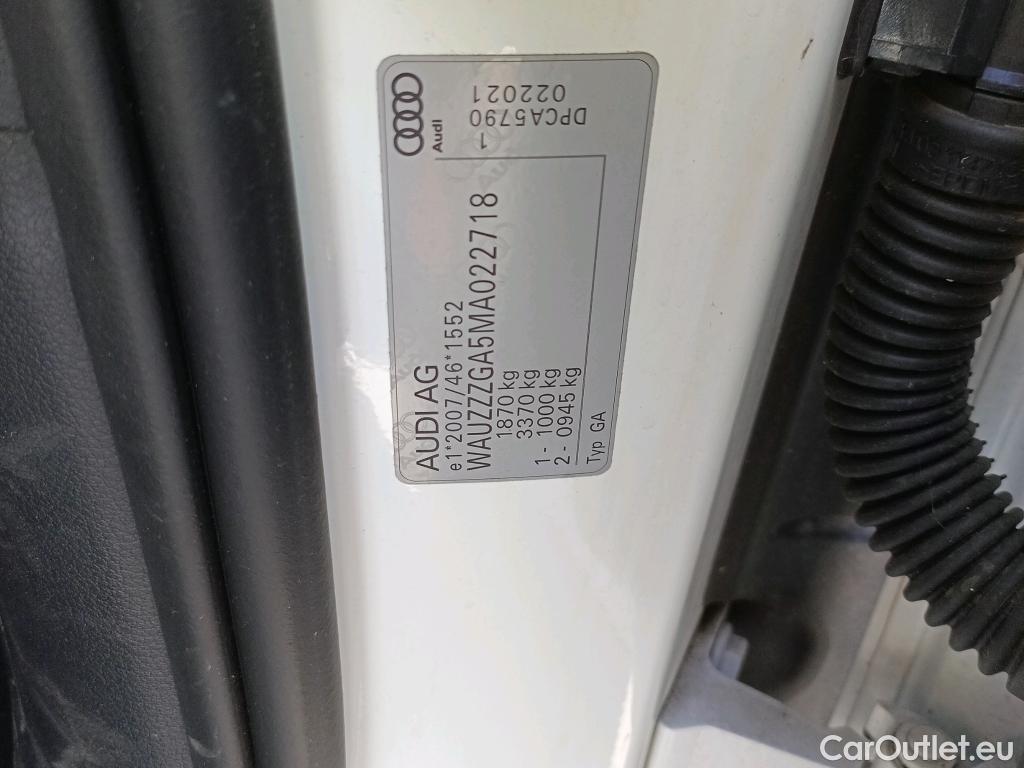 AUDI AG
e1*2007/46*1552
WAUZZZGA5MA022718
1870 kg
3370 kg
1- 1000 kg
2- 0945 kg
Typ GA
Audi
DPCA5790
022021
CarOutlet.eu